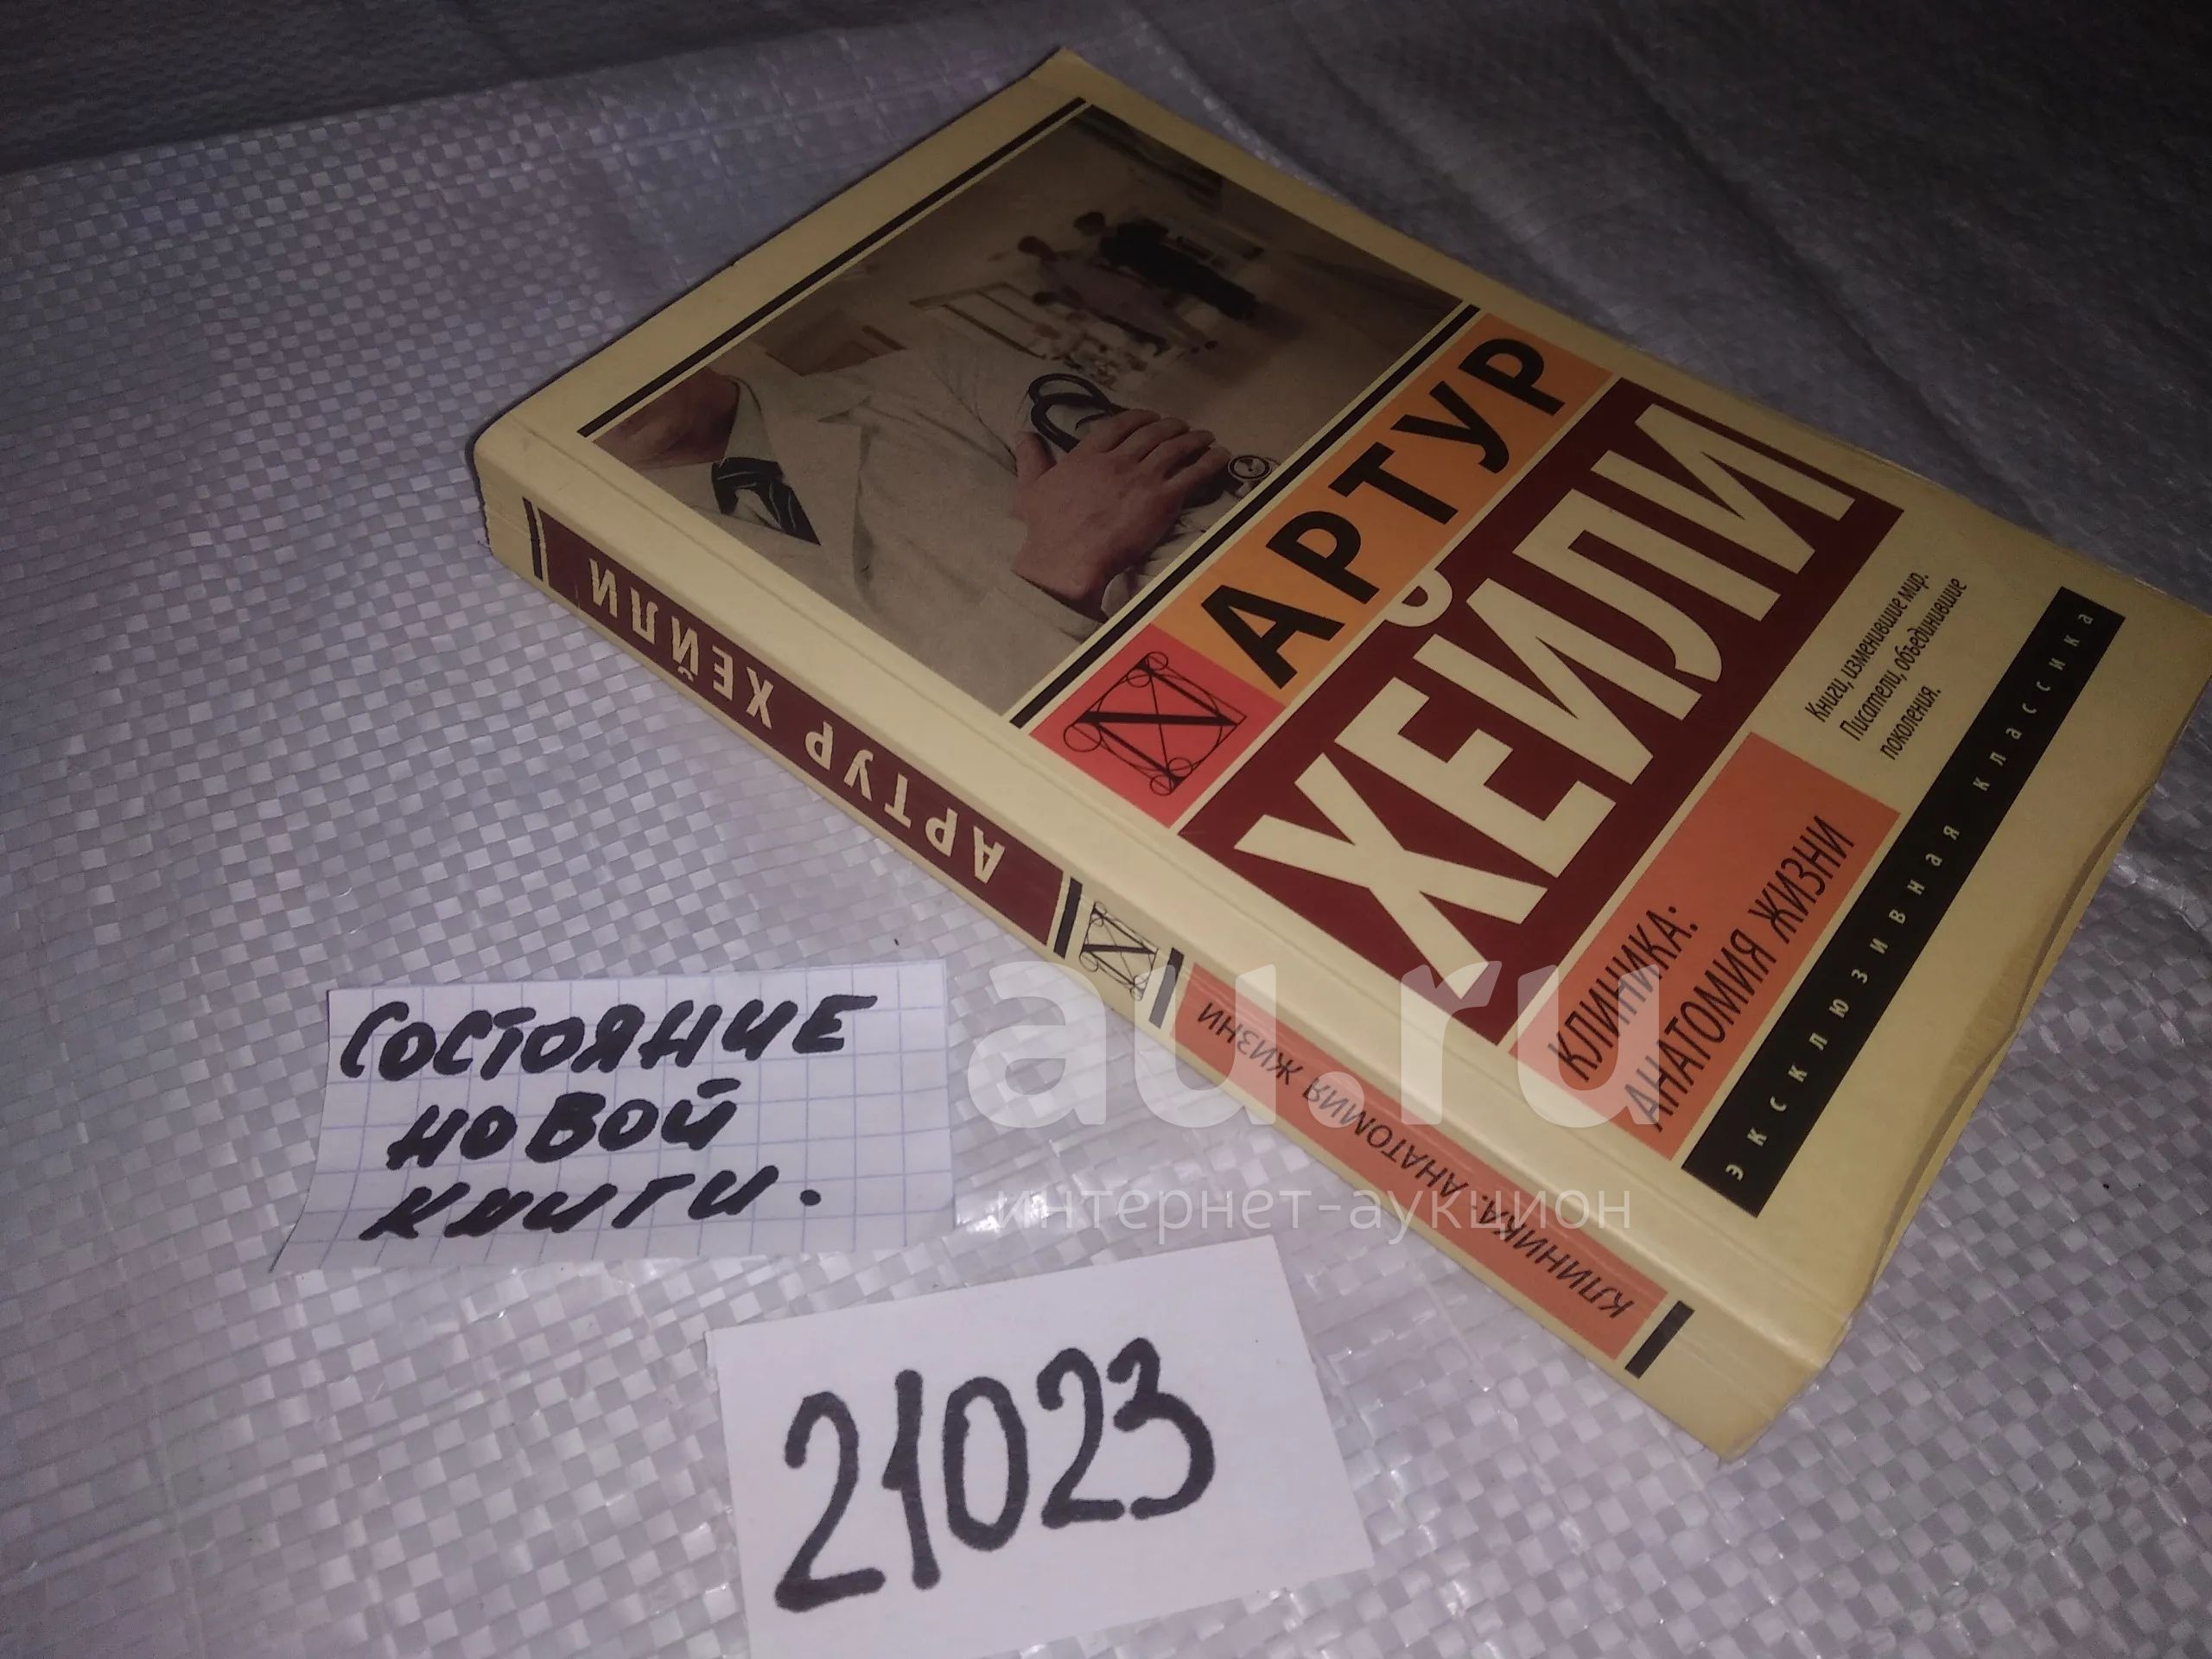 АРТУР
ХЕЙЛИ
Книги, изменившие мир.
Писатели, объединившие
поколения.
КЛИНИКА:
АНАТОМИЯ ЖИЗНИ
эксклюзивная классика
АРТУР ХЕЙЛИ
КЛИНИКА: АНАТОМИЯ ЖИЗНИ
au.ru
интернет-аукцион
СОСТОЯНИЕ
НОВОЙ
КНИГИ.
21023